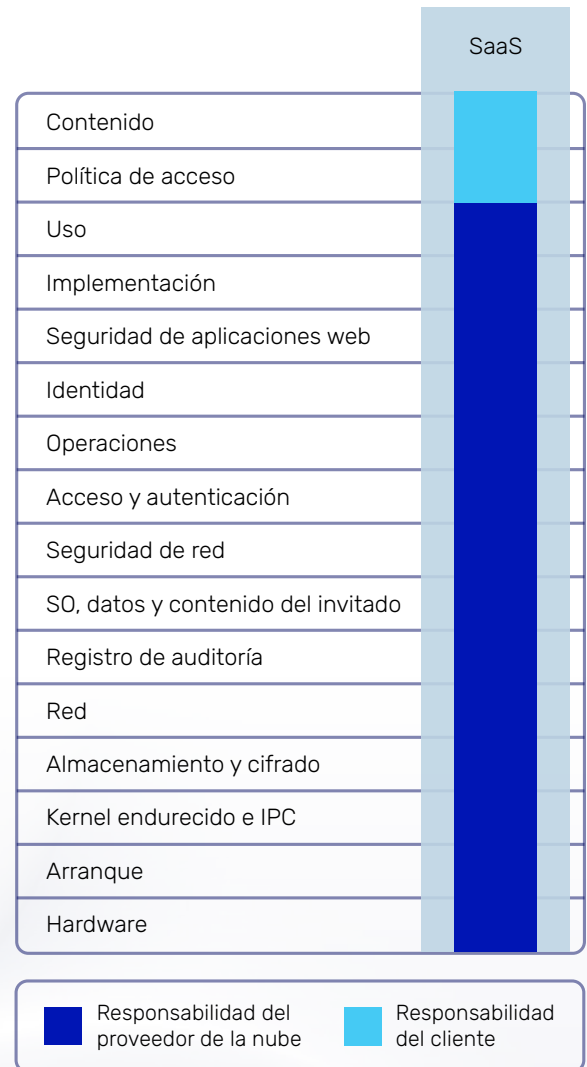 SaaS
Contenido
Política de acceso
Uso
Implementación
Seguridad de aplicaciones web
Identidad
Operaciones
Acceso y autenticación
Seguridad de red
SO, datos y contenido del invitado
Registro de auditoría
Red
Almacenamiento y cifrado
Kernel endurecido e IPC
Arranque
Hardware
Responsabilidad del
proveedor de la nube
Responsabilidad
del cliente